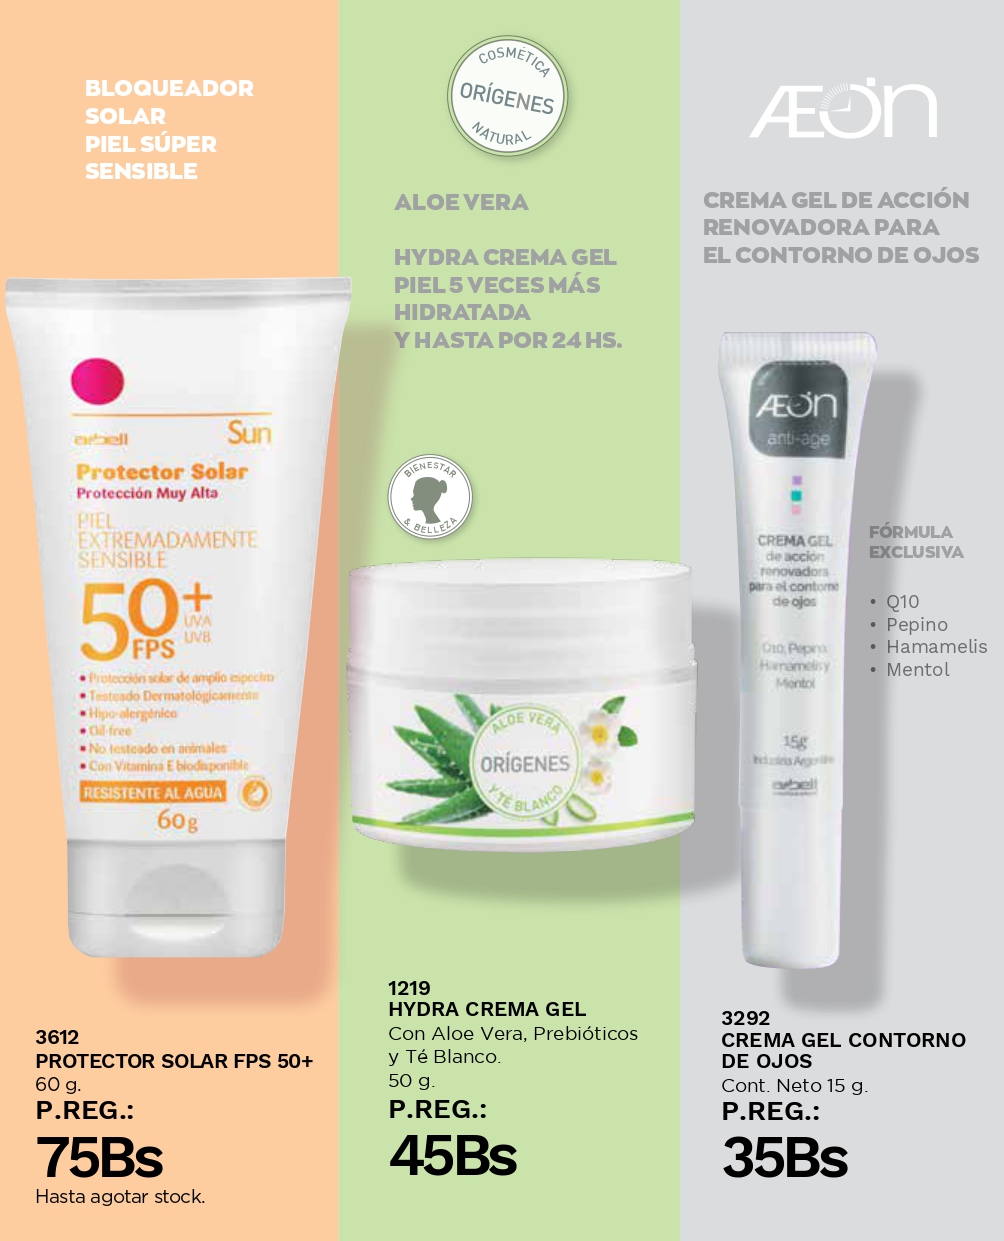 BLOQUEADOR
SOLAR
PIEL SÚPER
SENSIBLE
arbell
Sun
Protector Solar
Protección Muy Alta
PIEL
EXTREMADAMENTE
SENSIBLE
50+
UVA
UVB
FPS
• Protección solar de amplio espectro
• Testeado Dermatológicamente
• Hipo-alergénico
• Oil-free
• No testeado en animales
• Con Vitamina E biodisponible
RESISTENTE AL AGUA
60g
3612
PROTECTOR SOLAR FPS 50+
60 g.
P.REG.:
75Bs
Hasta agotar stock.
COSMÉTICA
ORÍGENES
NATURAL
ALOE VERA
HYDRA CREMA GEL
PIEL 5 VECES MÁS
HIDRATADA
Y HASTA POR 24 HS.
BIENESTAR
& BELLEZA
ALOE VERA
ORÍGENES
Y TÉ BLANCO
1219
HYDRA CREMA GEL
Con Aloe Vera, Prebióticos
y Té Blanco.
50 g.
P.REG.:
45Bs
ÆON
CREMA GEL DE ACCIÓN
RENOVADORA PARA
EL CONTORNO DE OJOS
ÆON
anti-age
CREMA GEL
de acción
renovadora
para el contorno
de ojos
Q10, Pepino,
Hamamelis y
Mentol
15g
Industria Argentina
arbell
FÓRMULA
EXCLUSIVA
• Q10
• Pepino
• Hamamelis
• Mentol
3292
CREMA GEL CONTORNO
DE OJOS
Cont. Neto 15 g.
P.REG.:
35Bs